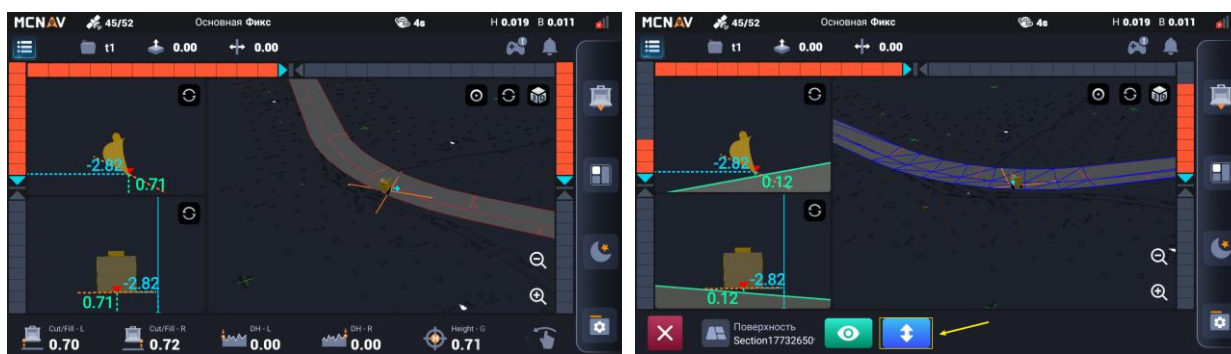 MCNAV 45/52 Основная Фикс 4s H 0.019 B 0.011
t1 0.00 0.00
3D
-2.82
0.71
-2.82
0.71
Cut/Fill - L
0.70
Cut/Fill - R
0.72
DH - L
0.00
DH - R
0.00
Height - G
0.71
MCNAV 45/52 Основная Фикс 4s H 0.019 B 0.011
t1 0.00 0.00
3D
-2.82
0.12
-2.82
0.12
Поверхность
Section17732650